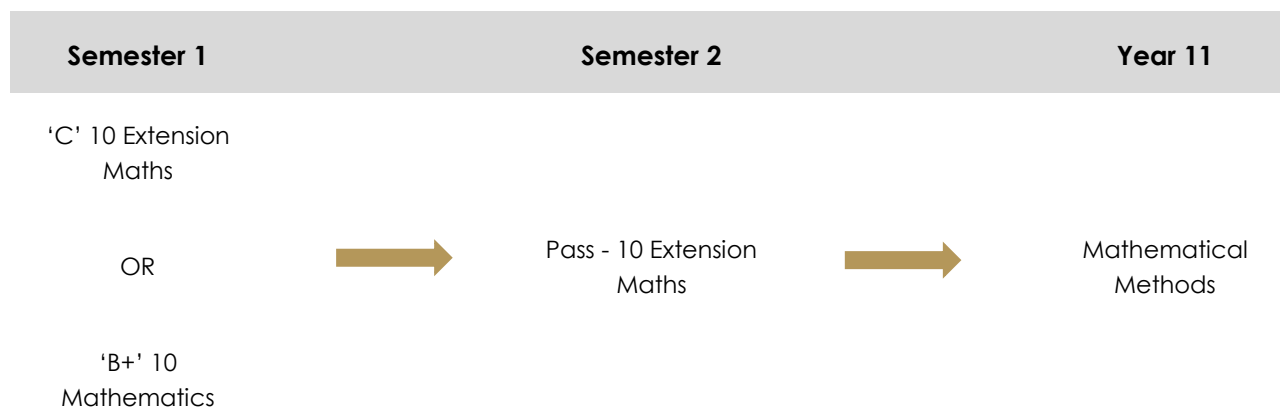 Semester 1
Semester 2
Year 11
‘C’ 10 Extension
Maths
OR
‘B+’ 10
Mathematics
Pass - 10 Extension
Maths
Mathematical
Methods